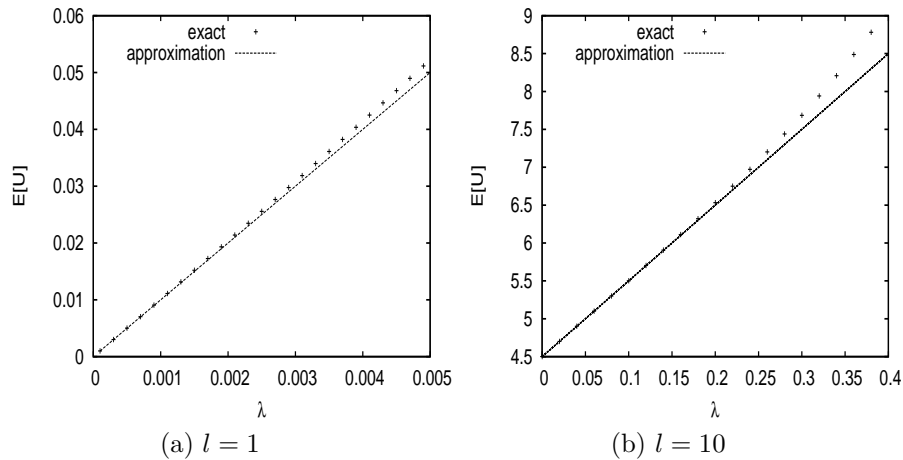 0.06
0.05
0.04
0.03
0.02
0.01
0
E[U]
exact
approximation
0 0.001 0.002 0.003 0.004 0.005
λ
(a) l = 1
9
8.5
8
7.5
7
6.5
6
5.5
5
4.5
E[U]
exact
approximation
0 0.05 0.1 0.15 0.2 0.25 0.3 0.35 0.4
λ
(b) l = 10